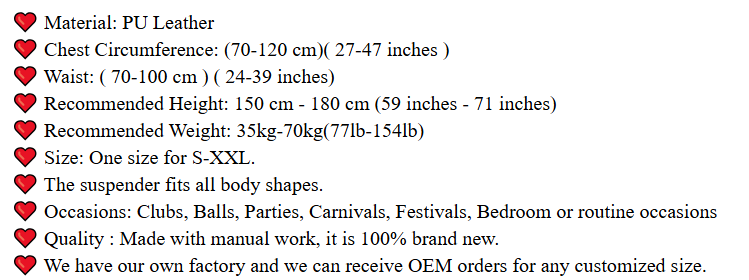 Material: PU Leather
Chest Circumference: (70-120 cm)( 27-47 inches )
Waist: ( 70-100 cm ) ( 24-39 inches)
Recommended Height: 150 cm - 180 cm (59 inches - 71 inches)
Recommended Weight: 35kg-70kg(77lb-154lb)
Size: One size for S-XXL.
The suspender fits all body shapes.
Occasions: Clubs, Balls, Parties, Carnivals, Festivals, Bedroom or routine occasions
Quality : Made with manual work, it is 100% brand new.
We have our own factory and we can receive OEM orders for any customized size.